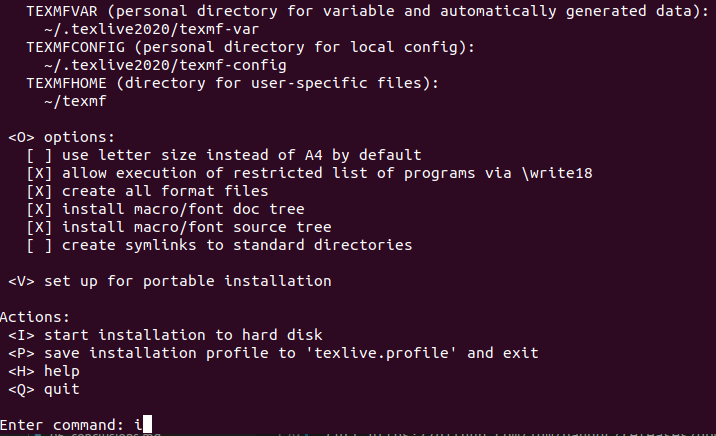 TEXMFVAR (personal directory for variable and automatically generated data):
~/.texlive2020/texmf-var
TEXMFCONFIG (personal directory for local config):
~/.texlive2020/texmf-config
TEXMFHOME (directory for user-specific files):
~/texmf
<O> options:
[ ] use letter size instead of A4 by default
[X] allow execution of restricted list of programs via \write18
[X] create all format files
[X] install macro/font doc tree
[X] install macro/font source tree
[ ] create symlinks to standard directories
<V> set up for portable installation
Actions:
<I> start installation to hard disk
<P> save installation profile to 'texlive.profile' and exit
<H> help
<Q> quit
Enter command: i